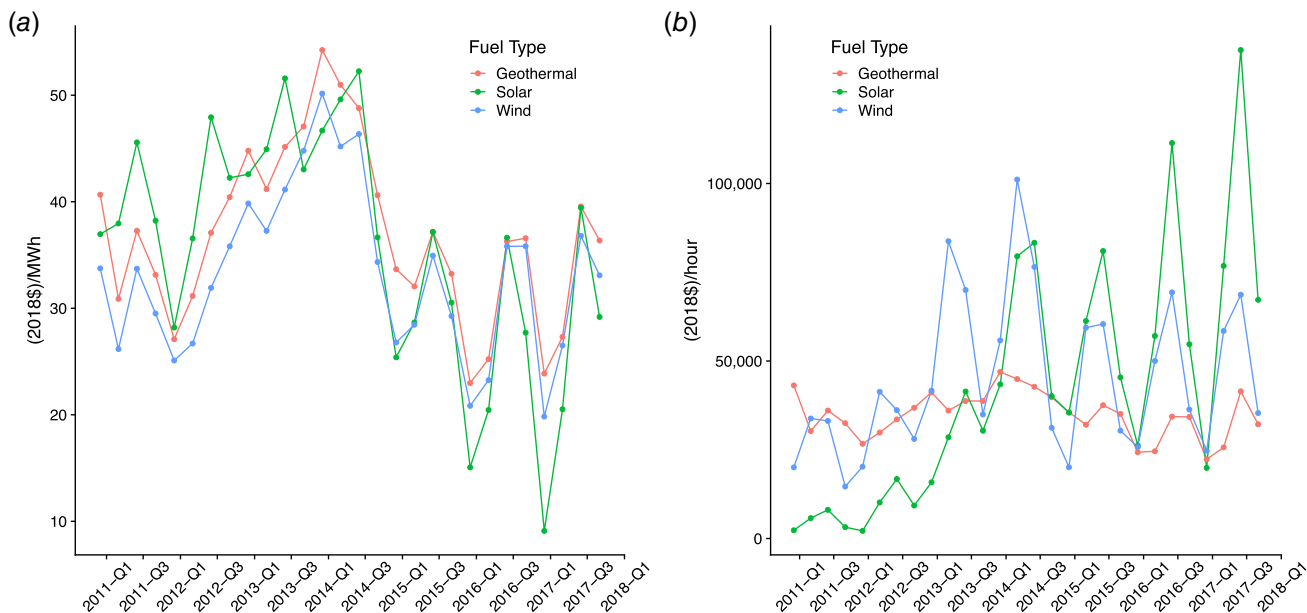 (a)
Fuel Type
Geothermal
Solar
Wind
(2018$)/MWh
50
40
30
20
10
2011–Q1
2011–Q3
2012–Q1
2012–Q3
2013–Q1
2013–Q3
2014–Q1
2014–Q3
2015–Q1
2015–Q3
2016–Q1
2016–Q3
2017–Q1
2017–Q3
2018–Q1
(b)
Fuel Type
Geothermal
Solar
Wind
(2018$)/hour
100,000
50,000
0
2011–Q1
2011–Q3
2012–Q1
2012–Q3
2013–Q1
2013–Q3
2014–Q1
2014–Q3
2015–Q1
2015–Q3
2016–Q1
2016–Q3
2017–Q1
2017–Q3
2018–Q1